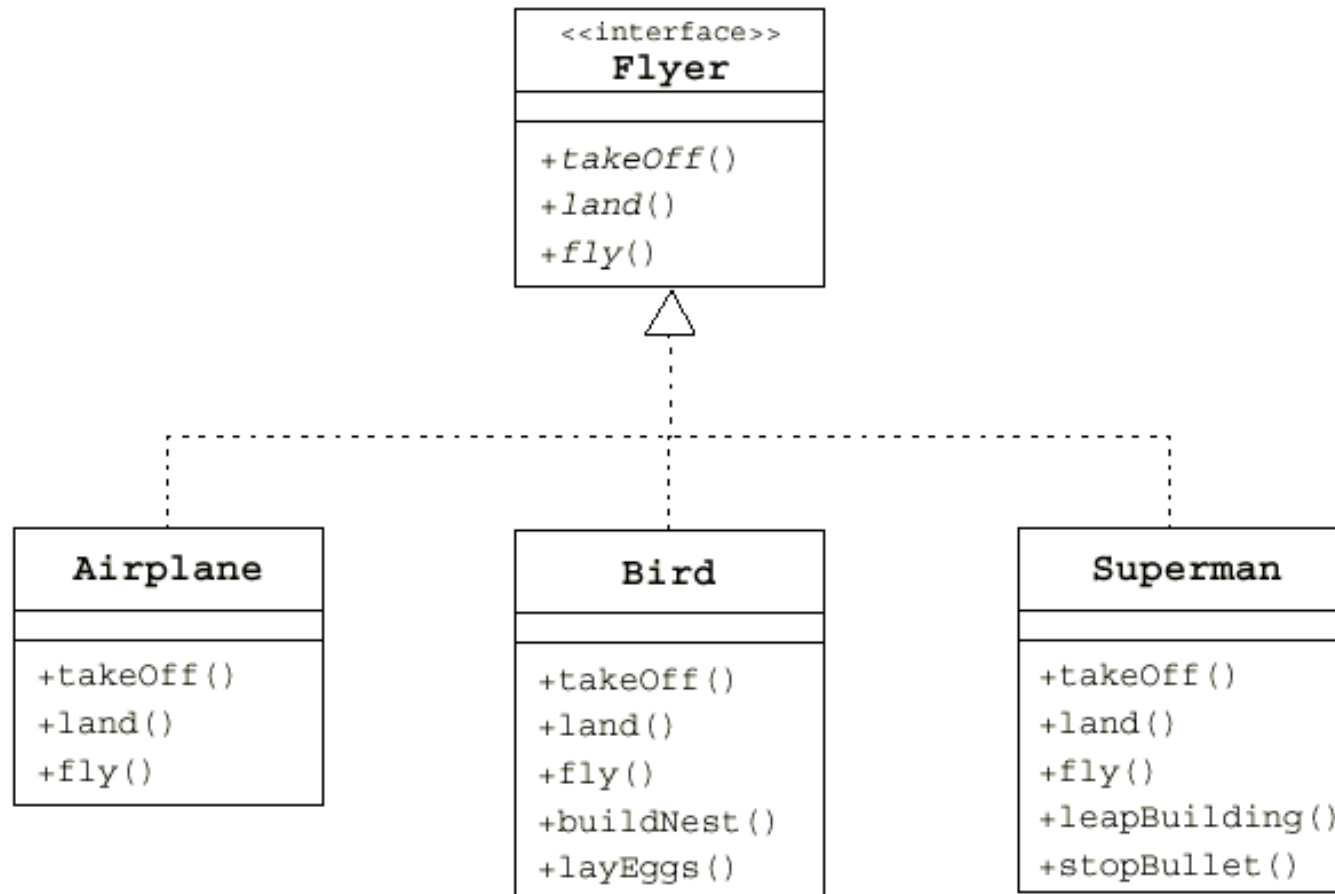 <<interface>>
Flyer
+takeOff()
+land()
+fly()
Airplane
+takeOff()
+land()
+fly()
Bird
+takeOff()
+land()
+fly()
+buildNest()
+layEggs()
Superman
+takeOff()
+land()
+fly()
+leapBuilding()
+stopBullet()